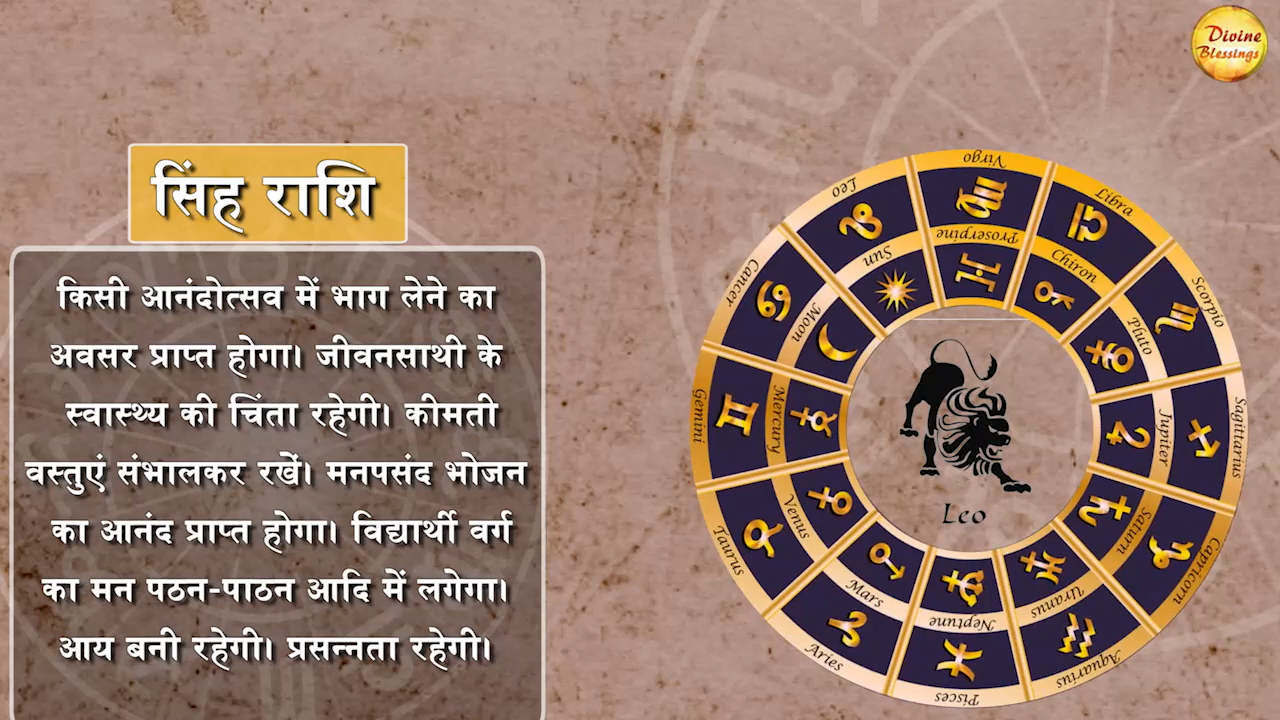 Divine
Blessings
सिंह राशि
किसी आनंदोत्सव में भाग लेने का
अवसर प्राप्त होगा। जीवनसाथी के
स्वास्थ्य की चिंता रहेगी। कीमती
वस्तुएं संभालकर रखें। मनपसंद भोजन
का आनंद प्राप्त होगा। विद्यार्थी वर्ग
का मन पठन-पाठन आदि में लगेगा।
आय बनी रहेगी। प्रसन्नता रहेगी।
Virgo
Libra
Scorpio
Sagittarius
Capricorn
Aquarius
Pisces
Aries
Taurus
Gemini
Cancer
Leo
Proserpine
Chiron
Pluto
Jupiter
Saturn
Uranus
Neptune
Mars
Venus
Mercury
Moon
Sun
Leo